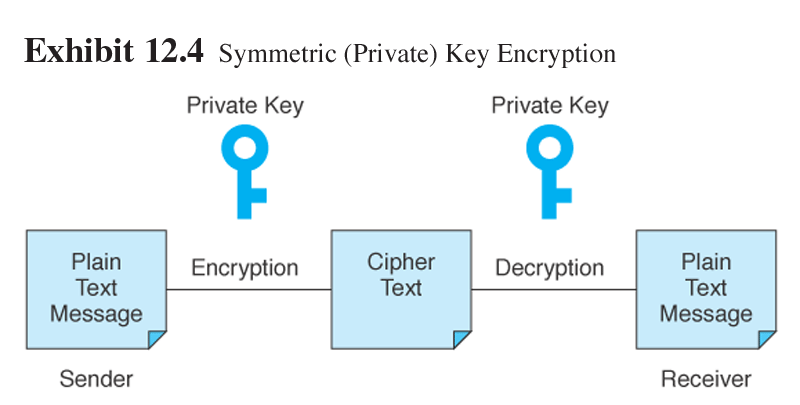 Exhibit 12.4 Symmetric (Private) Key Encryption
Private Key
Private Key
Plain
Text
Message
Encryption
Cipher
Text
Decryption
Plain
Text
Message
Sender
Receiver